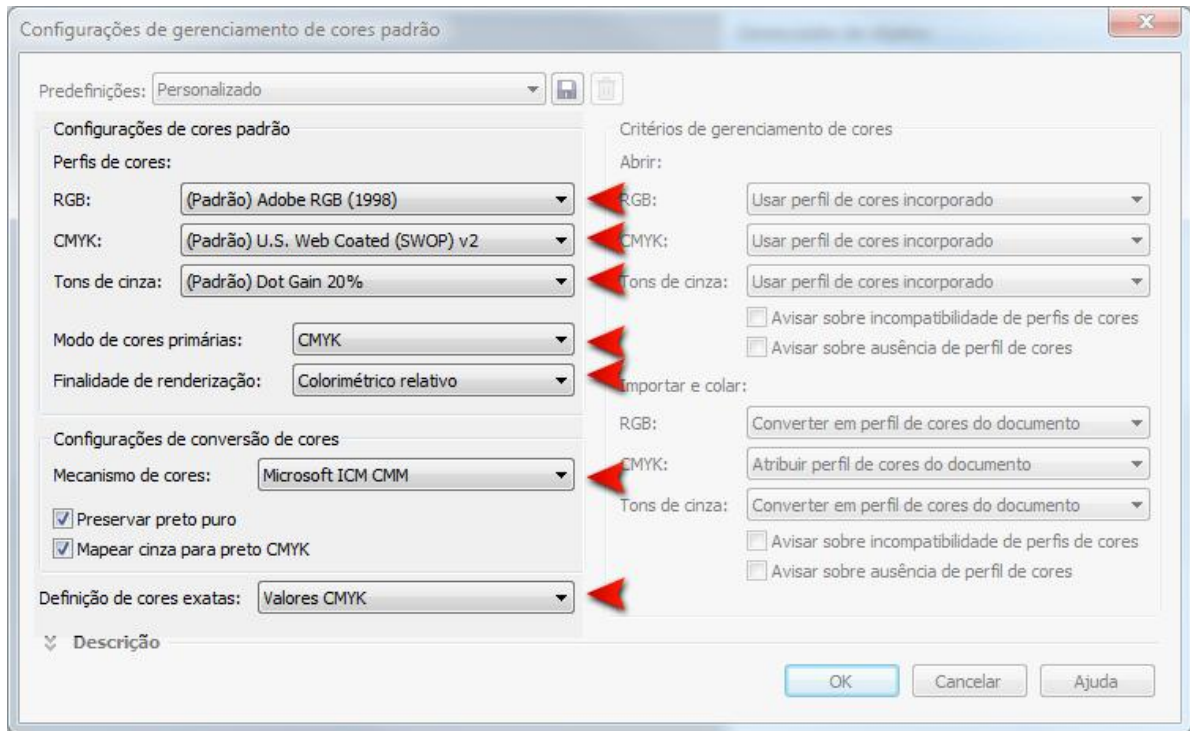 Configurações de gerenciamento de cores padrão
Predefinições: Personalizado
Configurações de cores padrão
Perfis de cores:
RGB: (Padrão) Adobe RGB (1998)
CMYK: (Padrão) U.S. Web Coated (SWOP) v2
Tons de cinza: (Padrão) Dot Gain 20%
Modo de cores primárias: CMYK
Finalidade de renderização: Colorimétrico relativo
Configurações de conversão de cores
Mecanismo de cores: Microsoft ICM CMM
Preservar preto puro
Mapear cinza para preto CMYK
Definição de cores exatas: Valores CMYK
Descrição
Critérios de gerenciamento de cores
Abrir:
RGB: Usar perfil de cores incorporado
CMYK: Usar perfil de cores incorporado
Tons de cinza: Usar perfil de cores incorporado
Avisar sobre incompatibilidade de perfis de cores
Avisar sobre ausência de perfil de cores
Importar e colar:
RGB: Converter em perfil de cores do documento
CMYK: Atribuir perfil de cores do documento
Tons de cinza: Converter em perfil de cores do documento
Avisar sobre incompatibilidade de perfis de cores
Avisar sobre ausência de perfil de cores
OK Cancelar Ajuda